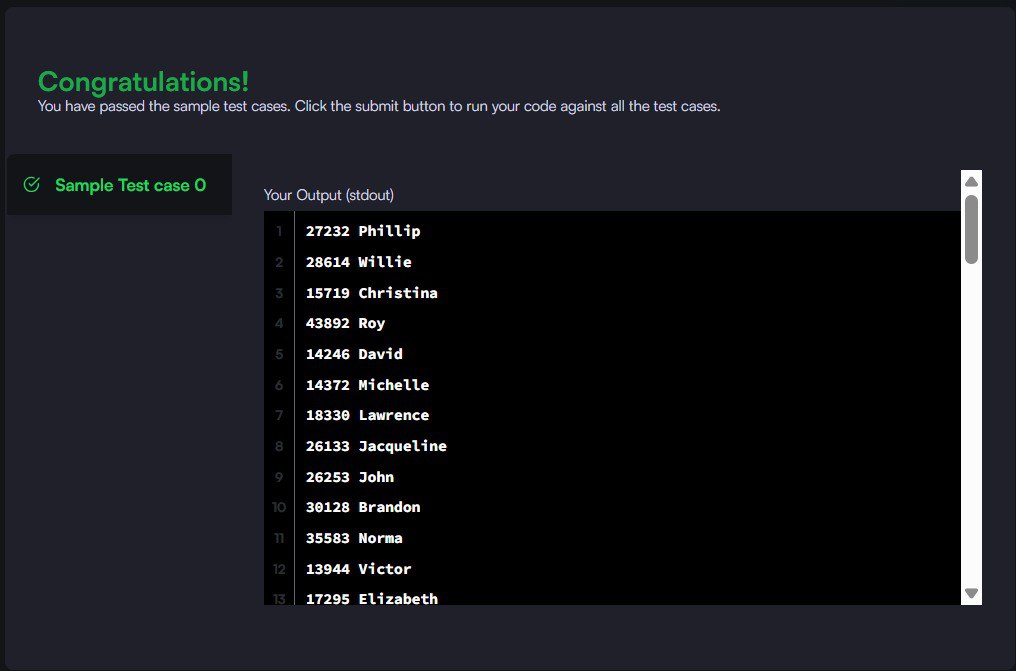 Congratulations!
You have passed the sample test cases. Click the submit button to run your code against all the test cases.
Sample Test case 0
Your Output (stdout)
1 27232 Phillip
2 28614 Willie
3 15719 Christina
4 43892 Roy
5 14246 David
6 14372 Michelle
7 18330 Lawrence
8 26133 Jacqueline
9 26253 John
10 30128 Brandon
11 35583 Norma
12 13944 Victor
13 17295 Elizabeth